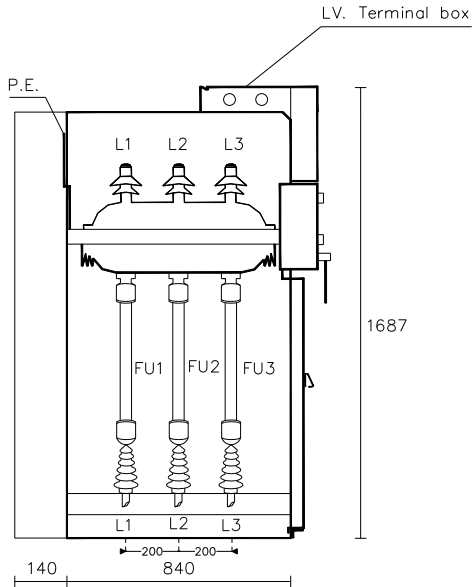 LV. Terminal box
P.E.
L1 L2 L3
1687
FU1 FU2 FU3
L1 L2 L3
200 200
140 840